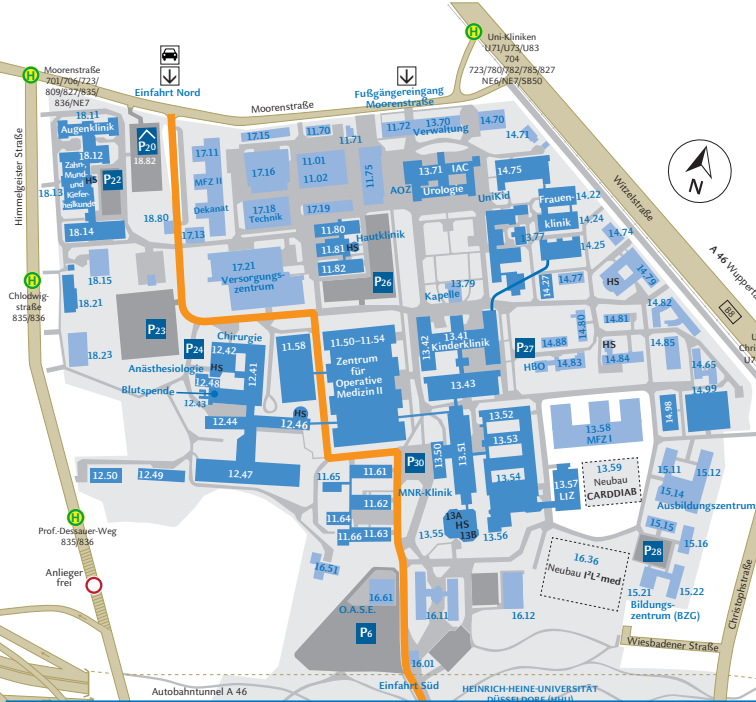 H
Uni-Kliniken
U71/U73/U83
704
723/780/782/785/827
NE6/NE7/SB50
H
Moorenstraße
701/706/723/
809/827/835/
836/NE7
Einfahrt Nord
Moorenstraße
Fußgängereingang
Moorenstraße
Himmelgeister Straße
Witzelstraße
N
A 46 Wuppert
B8
18.11
Augenklinik
18.12
Zahn-
Mund-
und
Kiefer-
heilkunde
HS
18.13
18.14
P20
18.82
P22
18.80
17.11
MFZ II
Dekanat
17.13
17.15
17.16
17.18
Technik
11.70
11.71
11.01
11.02
17.19
11.75
11.72
13.70
Verwaltung
14.70
14.71
13.71
IAC
Urologie
AOZ
14.75
UniKid
Frauen-
klinik
14.22
14.24
14.25
14.74
13.77
11.80
11.81
HS
Hautklinik
11.82
P26
17.21
Versorgungs-
zentrum
13.79
Kapelle
14.27
14.77
HS
14.79
14.82
H
Chlodwig-
straße
835/836
18.15
18.21
18.23
P23
P24
Chirurgie
12.42
12.41
Anästhesiologie
HS
12.48
Blutspende
12.43
12.44
HS
12.46
12.47
12.50
12.49
11.58
11.50–11.54
Zentrum
für
Operative
Medizin II
13.42
13.41
Kinderklinik
13.43
P27
14.80
14.81
14.88
HS
14.83
14.84
HBO
14.85
14.65
14.99
14.98
13.52
13.53
13.54
13.51
13.50
P30
MNR-Klinik
13.58
MFZ I
13.59
Neubau
CARDDIAB
13.57
LIZ
13A
HS
13B
13.55
13.56
11.65
11.61
11.62
11.64
11.66
11.63
15.11
15.12
15.14
Ausbildungszentrum
15.15
15.16
P28
15.21
15.22
Bildungs-
zentrum (BZG)
16.36
Neubau I²L²med
H
Prof.-Dessauer-Weg
835/836
Anlieger
frei
16.51
16.61
O.A.S.E.
P6
16.11
16.12
16.01
Einfahrt Süd
Wiesbadener Straße
Christophstraße
Autobahntunnel A 46
HEINRICH-HEINE-UNIVERSITÄT
DÜSSELDORF (HHU)